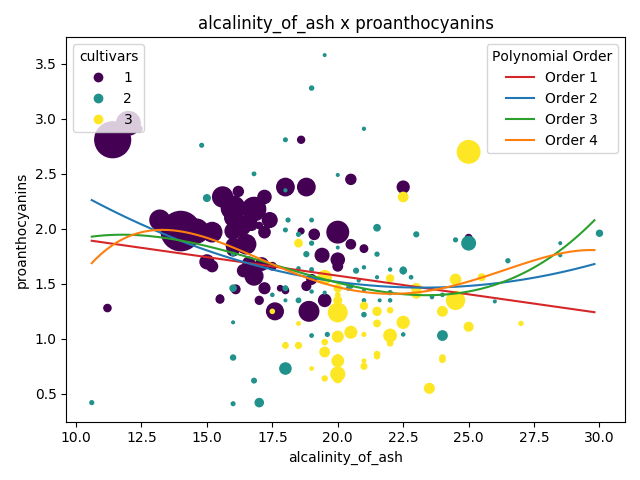 alcalinity_of_ash x proanthocyanins
cultivars
1
2
3
Polynomial Order
Order 1
Order 2
Order 3
Order 4
proanthocyanins
3.5
3.0
2.5
2.0
1.5
1.0
0.5
10.0 12.5 15.0 17.5 20.0 22.5 25.0 27.5 30.0
alcalinity_of_ash